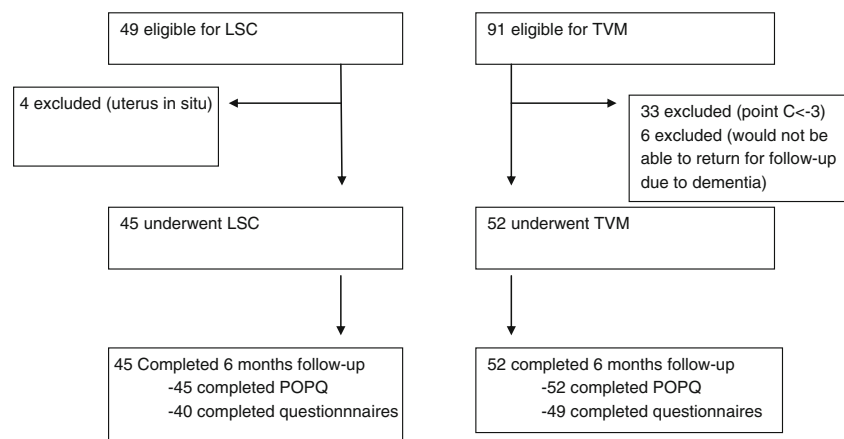 49 eligible for LSC
91 eligible for TVM
4 excluded (uterus in situ)
33 excluded (point C<-3)
6 excluded (would not be
able to return for follow-up
due to dementia)
45 underwent LSC
52 underwent TVM
45 Completed 6 months follow-up
-45 completed POPQ
-40 completed questionnnaires
52 completed 6 months follow-up
-52 completed POPQ
-49 completed questionnaires